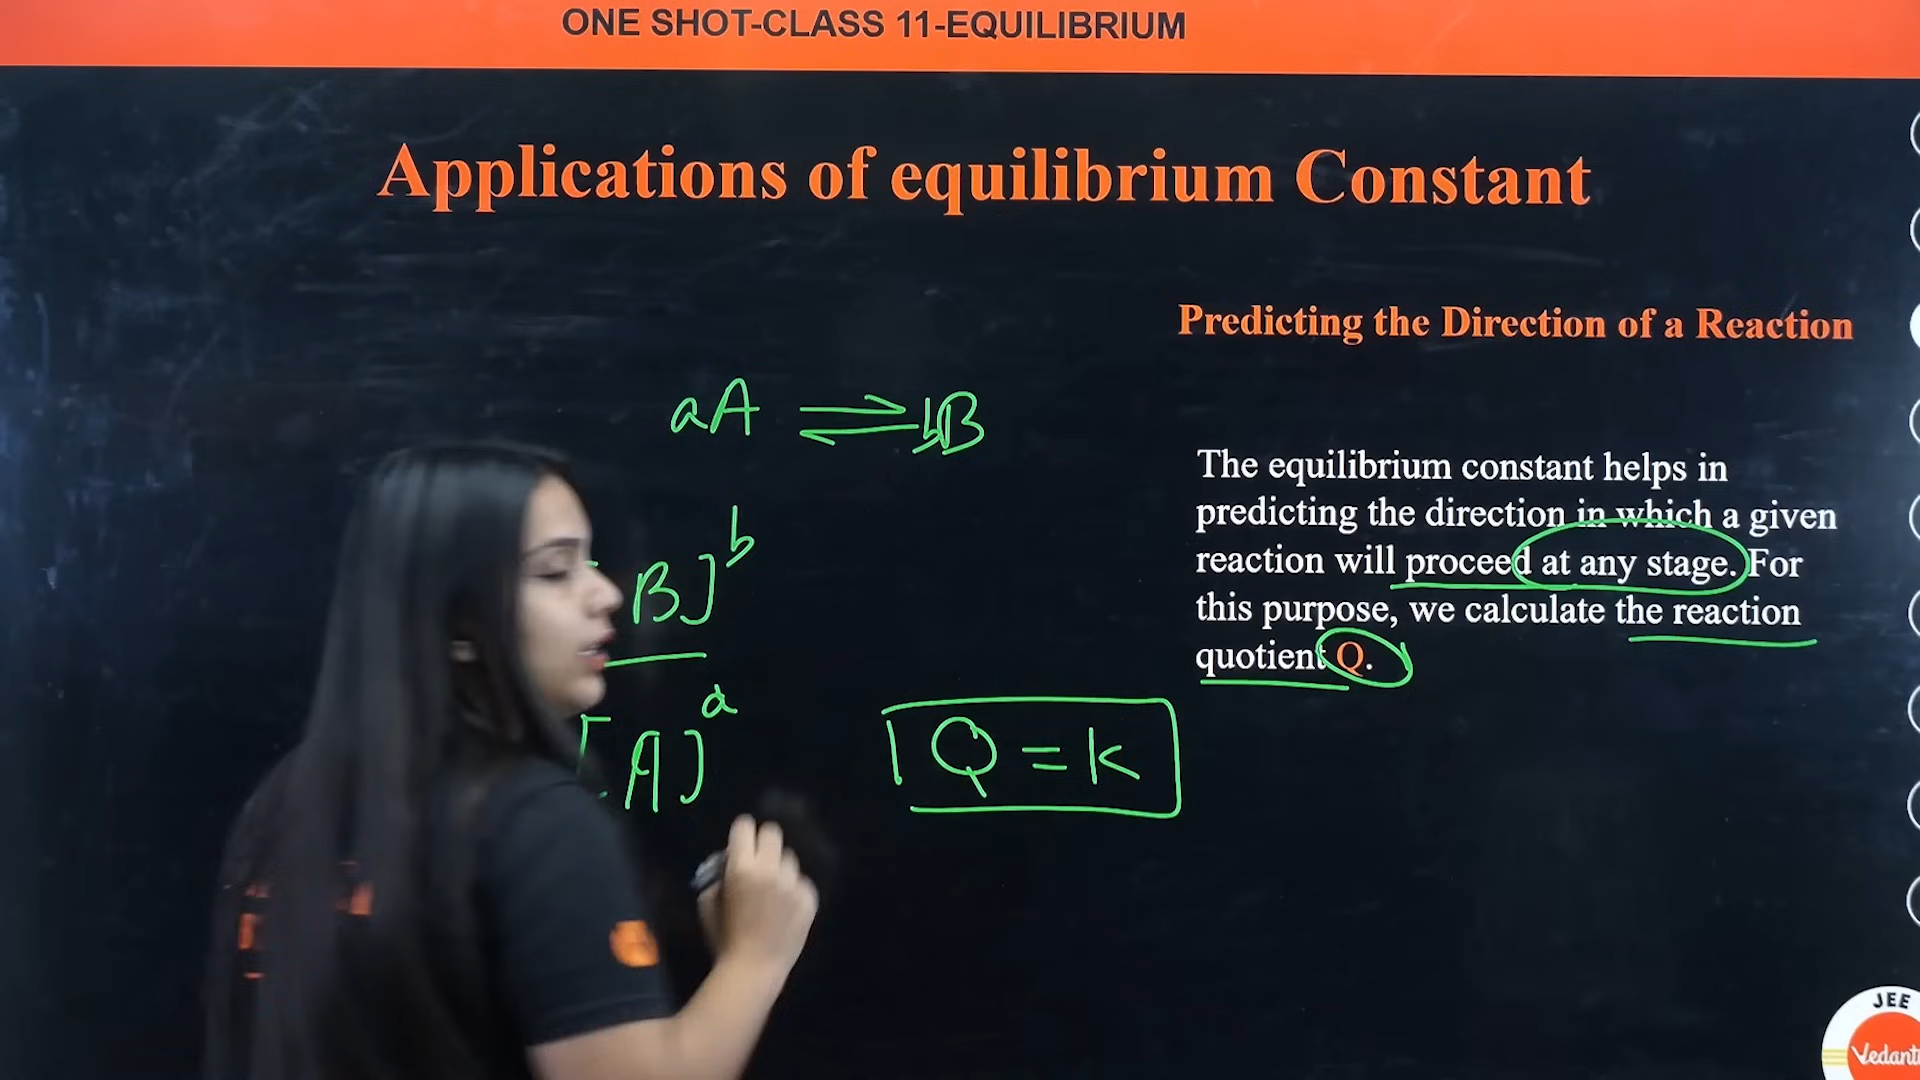 ONE SHOT-CLASS 11-EQUILIBRIUM
Applications of equilibrium Constant
Predicting the Direction of a Reaction
aA ⇌ bB
The equilibrium constant helps in
predicting the direction in which a given
reaction will proceed at any stage. For
this purpose, we calculate the reaction
quotient Q.
B]^b
[A]^a
Q = K
JEE